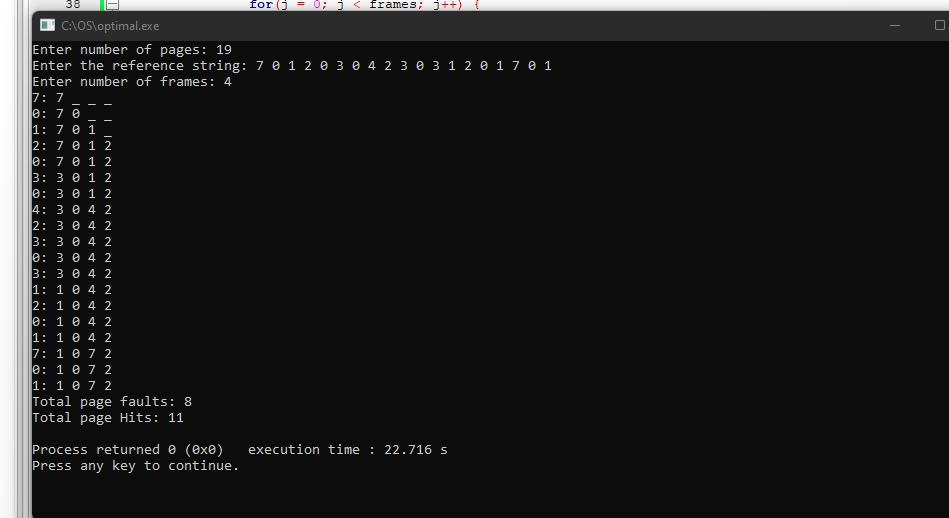 38 for(j = 0; j < frames; j++) {
C:\OS\optimal.exe
Enter number of pages: 19
Enter the reference string: 7 0 1 2 0 3 0 4 2 3 0 3 1 2 0 1 7 0 1
Enter number of frames: 4
7: 7 _ _ _
0: 7 0 _ _
1: 7 0 1 _
2: 7 0 1 2
0: 7 0 1 2
3: 3 0 1 2
0: 3 0 1 2
4: 3 0 4 2
2: 3 0 4 2
3: 3 0 4 2
0: 3 0 4 2
3: 3 0 4 2
1: 1 0 4 2
2: 1 0 4 2
0: 1 0 4 2
1: 1 0 4 2
7: 1 0 7 2
0: 1 0 7 2
1: 1 0 7 2
Total page faults: 8
Total page Hits: 11
Process returned 0 (0x0)   execution time : 22.716 s
Press any key to continue.